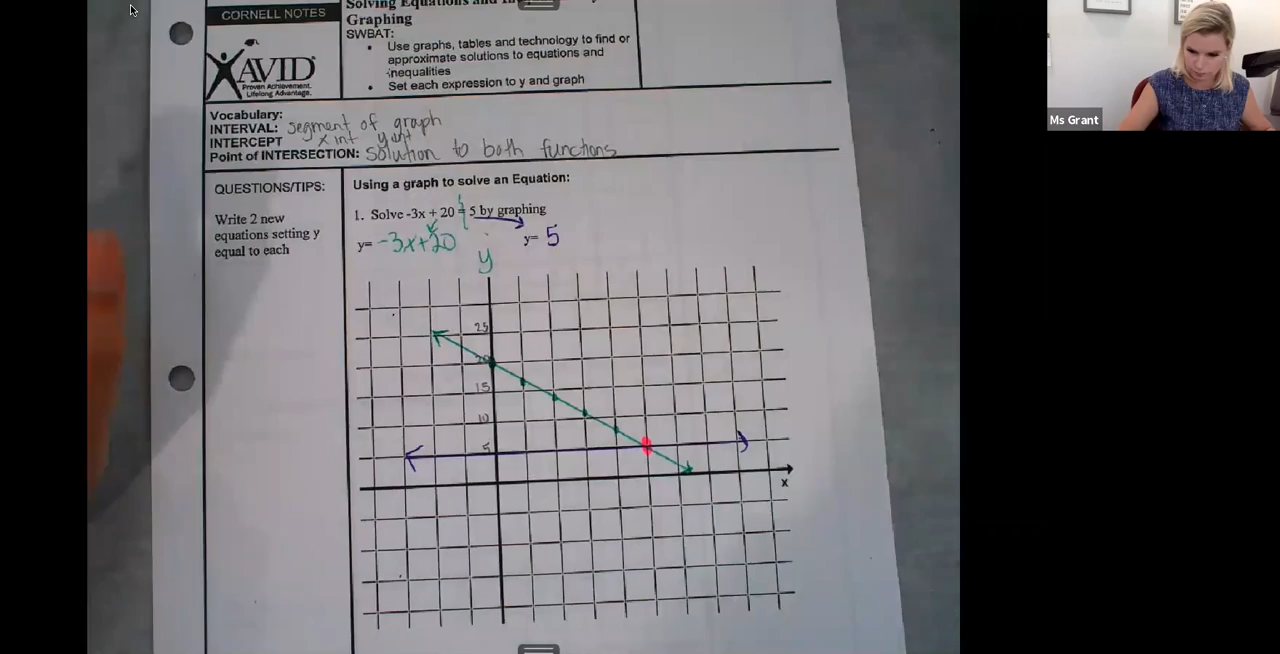 CORNELL NOTES
AVID
Proven Achievement.
Lifelong Advantage.
Solving Equations and
Graphing
SWBAT:
Use graphs, tables and technology to find or
approximate solutions to equations and
inequalities
Set each expression to y and graph
Vocabulary:
INTERVAL: segment of graph
INTERCEPT x int y int
Point of INTERSECTION: solution to both functions
QUESTIONS/TIPS:
Write 2 new
equations setting y
equal to each
Using a graph to solve an Equation:
1. Solve -3x + 20 = 5 by graphing
y= -3x+20 y= 5
y
25
20
15
10
5
x
Ms Grant